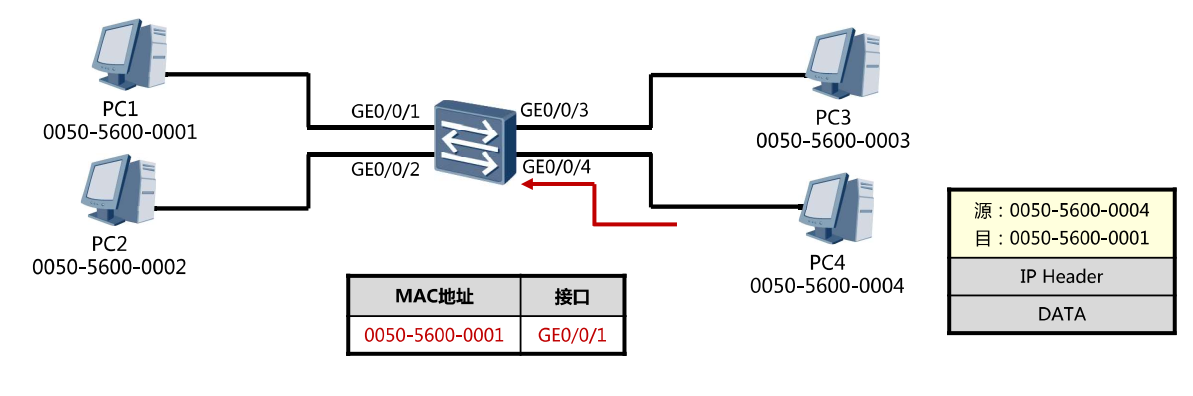 PC1
0050-5600-0001
GE0/0/1
GE0/0/3
PC3
0050-5600-0003
GE0/0/2
GE0/0/4
PC2
0050-5600-0002
PC4
0050-5600-0004
MAC地址 接口
0050-5600-0001 GE0/0/1
源：0050-5600-0004
目：0050-5600-0001
IP Header
DATA